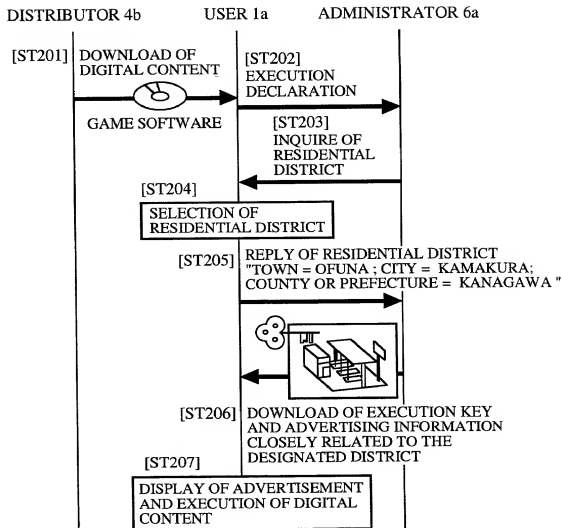 DISTRIBUTOR 4b
USER 1a
ADMINISTRATOR 6a
[ST201]
DOWNLOAD OF
DIGITAL CONTENT
GAME SOFTWARE
[ST202]
EXECUTION
DECLARATION
[ST203]
INQUIRE OF
RESIDENTIAL
DISTRICT
[ST204]
SELECTION OF
RESIDENTIAL DISTRICT
[ST205]
REPLY OF RESIDENTIAL DISTRICT
"TOWN = OFUNA ; CITY = KAMAKURA;
COUNTY OR PREFECTURE = KANAGAWA "
[ST206]
DOWNLOAD OF EXECUTION KEY
AND ADVERTISING INFORMATION
CLOSELY RELATED TO THE
DESIGNATED DISTRICT
[ST207]
DISPLAY OF ADVERTISEMENT
AND EXECUTION OF DIGITAL
CONTENT